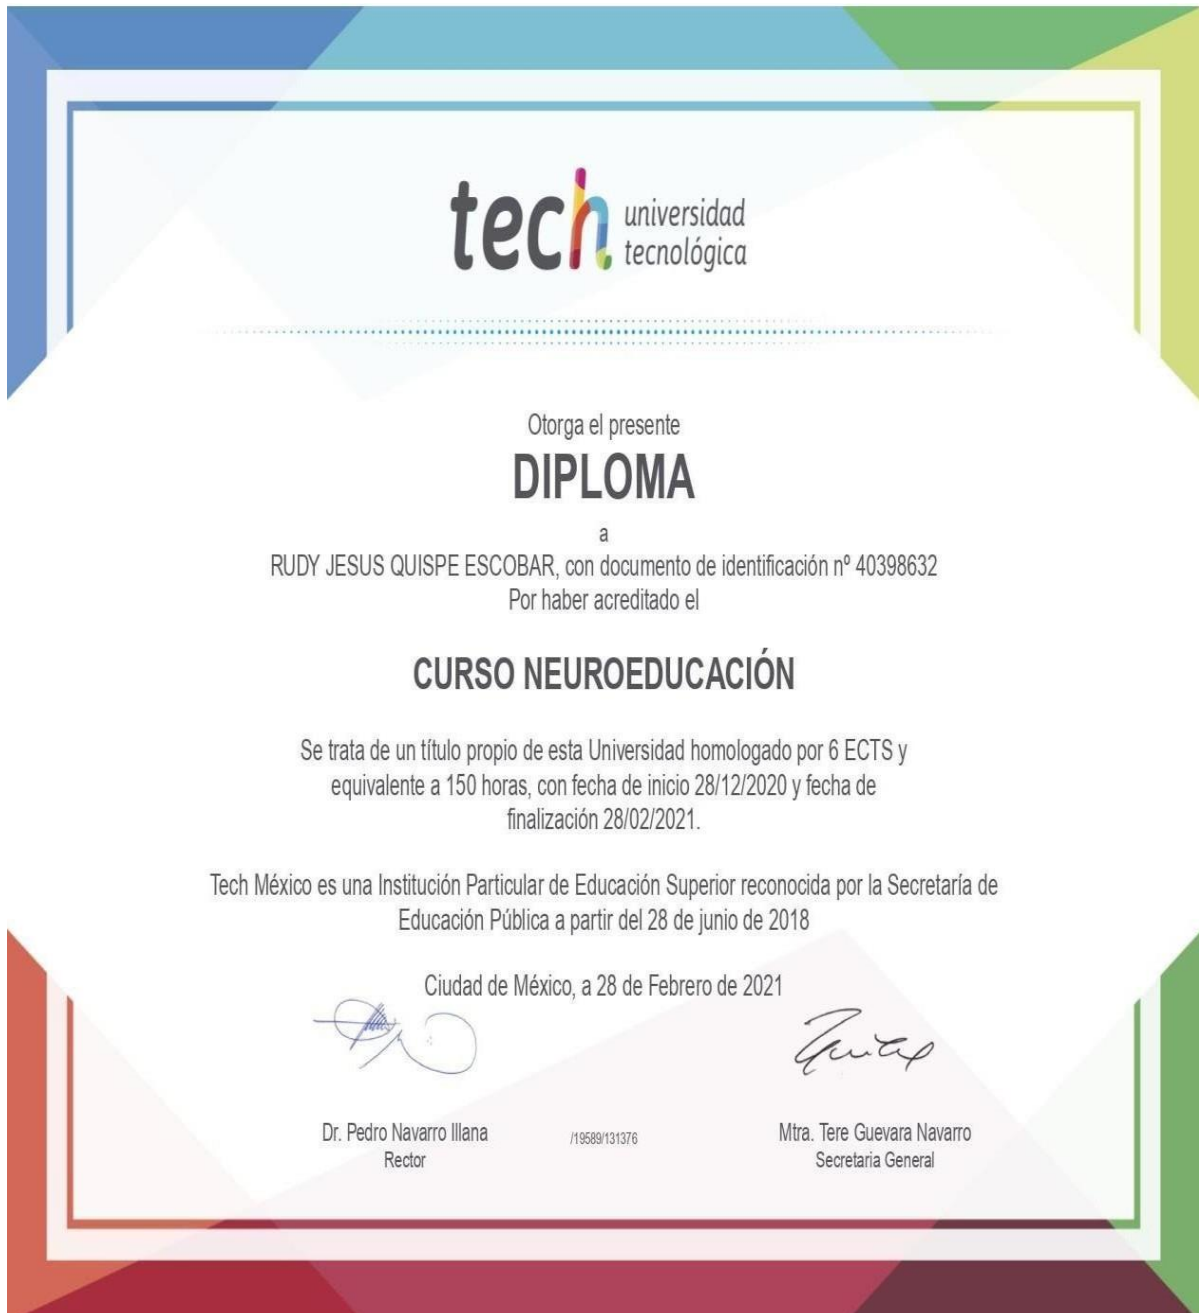 tech universidad
tecnológica
Otorga el presente
DIPLOMA
a
RUDY JESUS QUISPE ESCOBAR, con documento de identificación nº 40398632
Por haber acreditado el
CURSO NEUROEDUCACIÓN
Se trata de un título propio de esta Universidad homologado por 6 ECTS y
equivalente a 150 horas, con fecha de inicio 28/12/2020 y fecha de
finalización 28/02/2021.
Tech México es una Institución Particular de Educación Superior reconocida por la Secretaría de
Educación Pública a partir del 28 de junio de 2018
Ciudad de México, a 28 de Febrero de 2021
Dr. Pedro Navarro Illana
Rector
/19589/131376
Mtra. Tere Guevara Navarro
Secretaria General